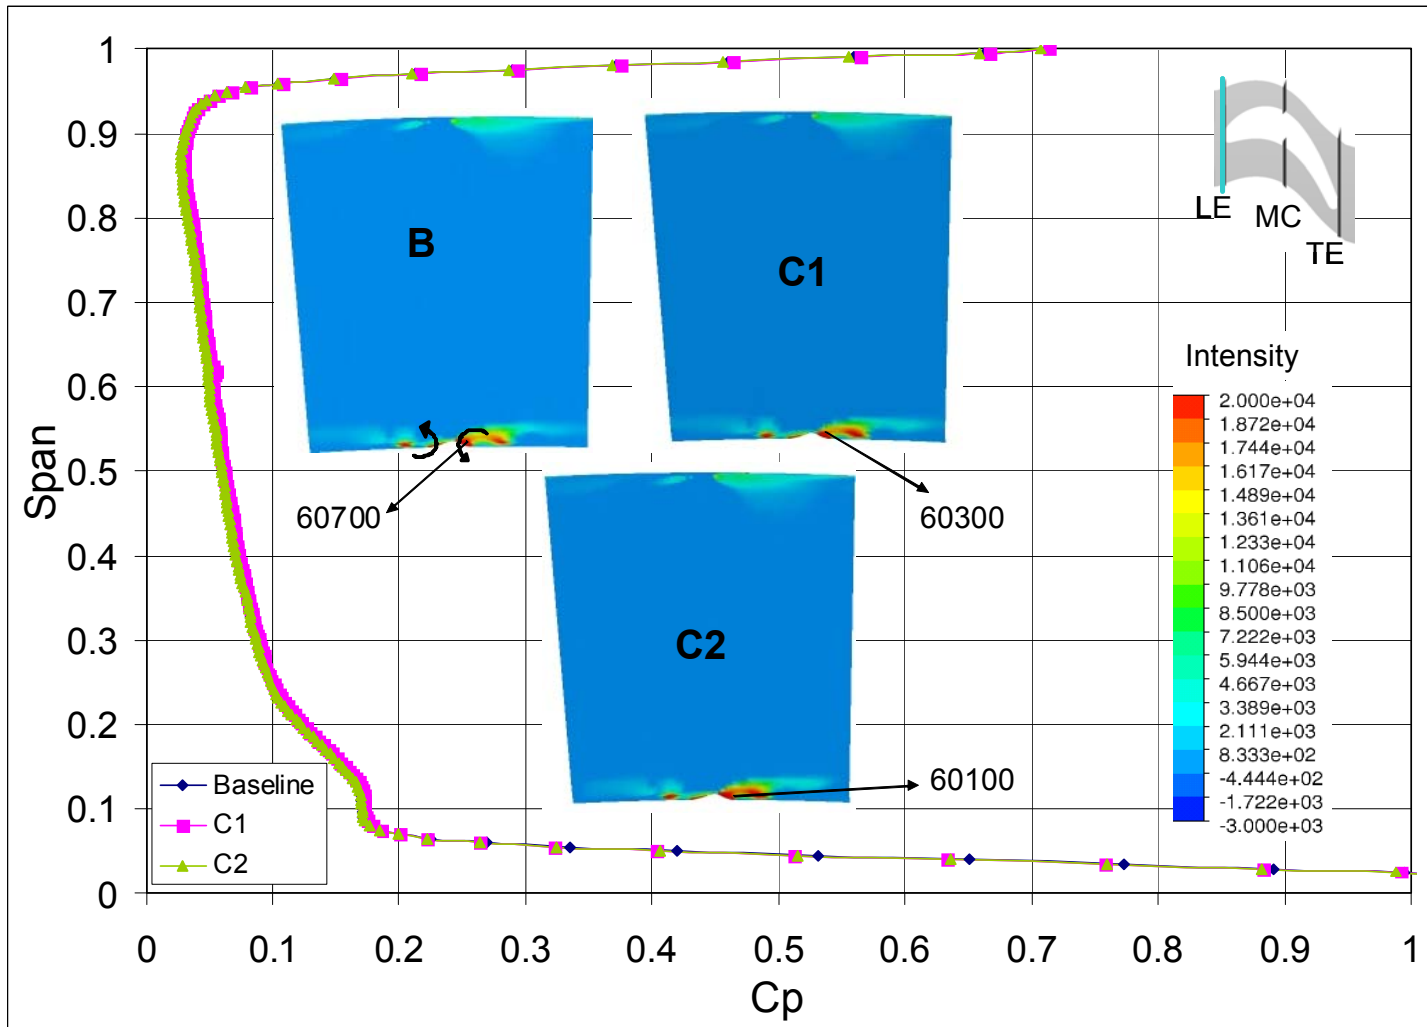 1
0.9
0.8
0.7
0.6
0.5
0.4
0.3
0.2
0.1
0
Span
0
0.1
0.2
0.3
0.4
0.5
0.6
0.7
0.8
0.9
1
Cp
B
C1
C2
60700
60300
60100
LE
MC
TE
Intensity
2.000e+04
1.872e+04
1.744e+04
1.617e+04
1.489e+04
1.361e+04
1.233e+04
1.106e+04
9.778e+03
8.500e+03
7.222e+03
5.944e+03
4.667e+03
3.389e+03
2.111e+03
8.333e+02
-4.444e+02
-1.722e+03
-3.000e+03
Baseline
C1
C2